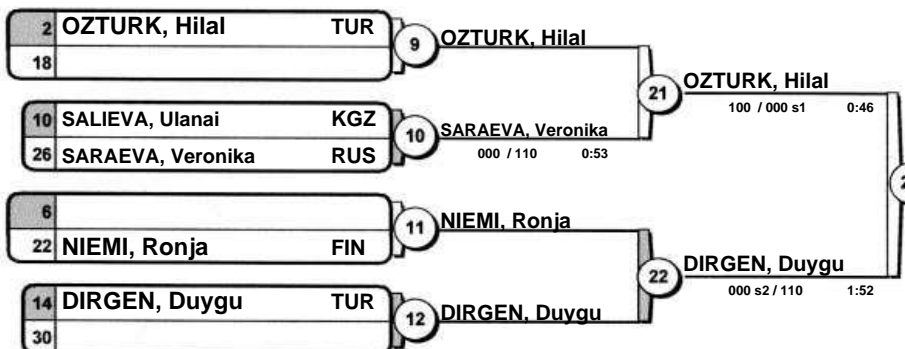 2 OZTURK, Hilal TUR
18
9
OZTURK, Hilal
10 SALIEVA, Ulanai KGZ
26 SARAEVA, Veronika RUS
10
SARAEVA, Veronika
000 / 110 0:53
21
OZTURK, Hilal
100 / 000 s1 0:46
6
22 NIEMI, Ronja FIN
11
NIEMI, Ronja
14 DIRGEN, Duygu TUR
30
12
DIRGEN, Duygu
22
DIRGEN, Duygu
000 s2 / 110 1:52